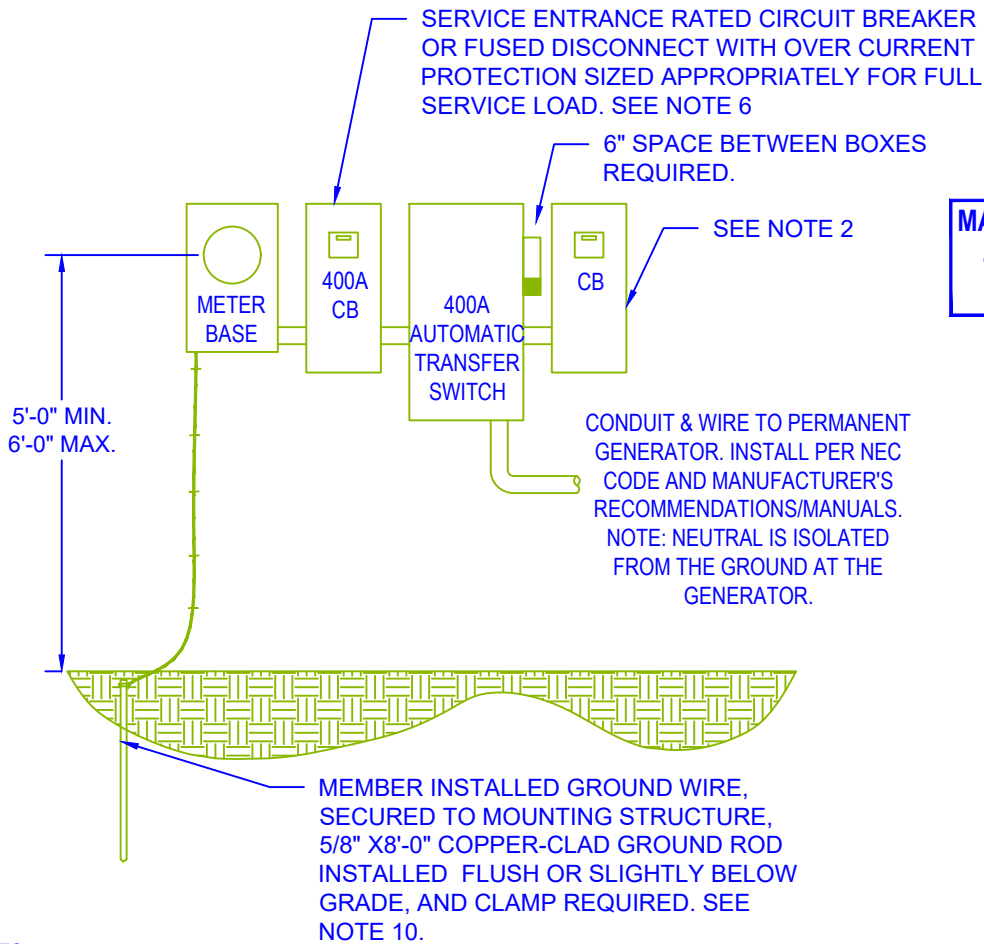 SERVICE ENTRANCE RATED CIRCUIT BREAKER
OR FUSED DISCONNECT WITH OVER CURRENT
PROTECTION SIZED APPROPRIATELY FOR FULL
SERVICE LOAD. SEE NOTE 6
6" SPACE BETWEEN BOXES
REQUIRED.
SEE NOTE 2
MA
METER
BASE
400A
CB
400A
AUTOMATIC
TRANSFER
SWITCH
CB
5'-0" MIN.
6'-0" MAX.
CONDUIT & WIRE TO PERMANENT
GENERATOR. INSTALL PER NEC
CODE AND MANUFACTURER'S
RECOMMENDATIONS/MANUALS.
NOTE: NEUTRAL IS ISOLATED
FROM THE GROUND AT THE
GENERATOR.
MEMBER INSTALLED GROUND WIRE,
SECURED TO MOUNTING STRUCTURE,
5/8" X8'-0" COPPER-CLAD GROUND ROD
INSTALLED FLUSH OR SLIGHTLY BELOW
GRADE, AND CLAMP REQUIRED. SEE
NOTE 10.